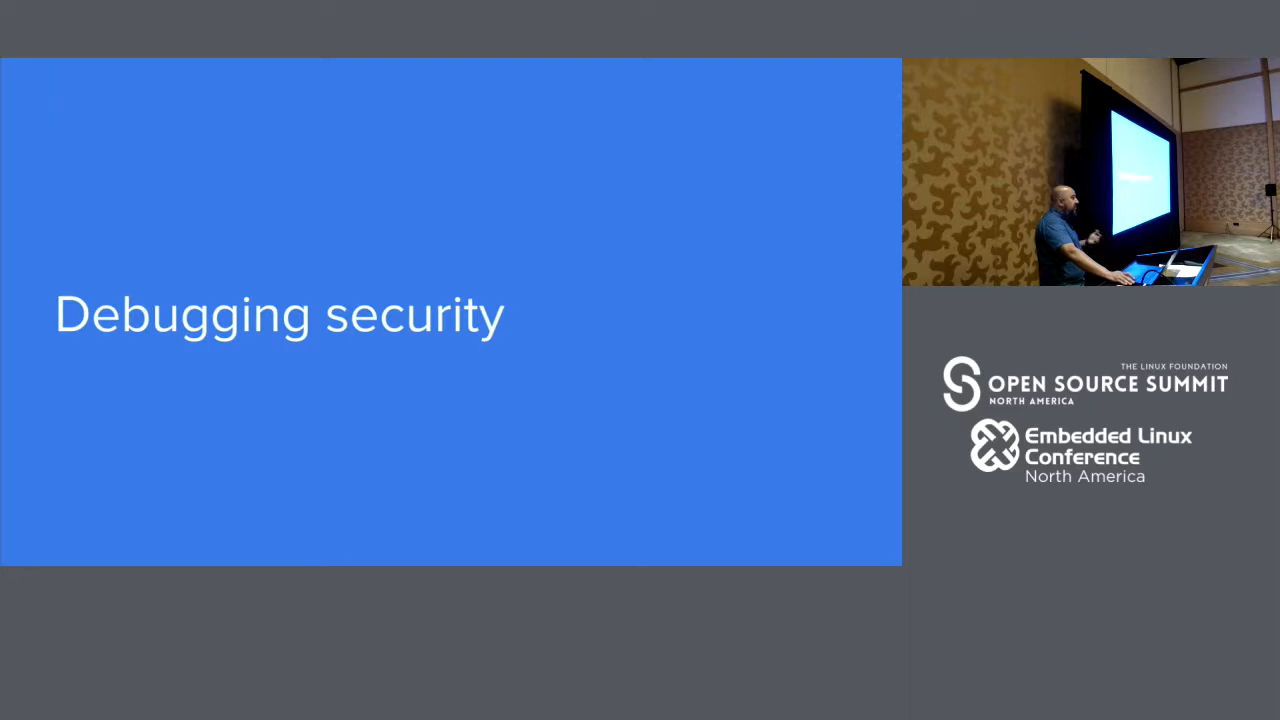 Debugging security
THE LINUX FOUNDATION
OPEN SOURCE SUMMIT
NORTH AMERICA
Embedded Linux
Conference
North America